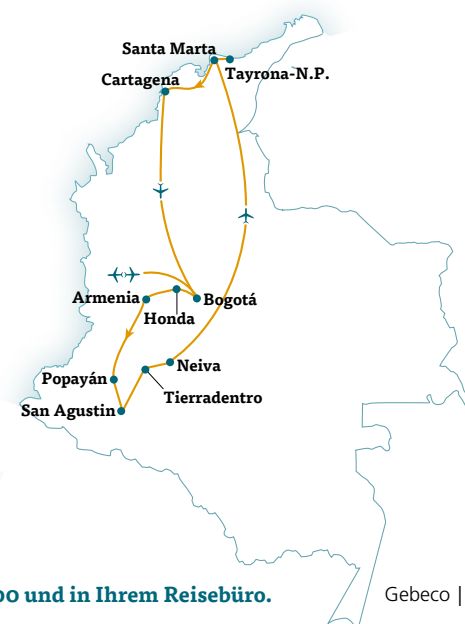 Santa Marta
Tayrona-N.P.
Cartagena
Armenia
Bogotá
Honda
Neiva
Popayán
Tierradentro
San Agustin
und in Ihrem Reisebüro.
Gebeco |